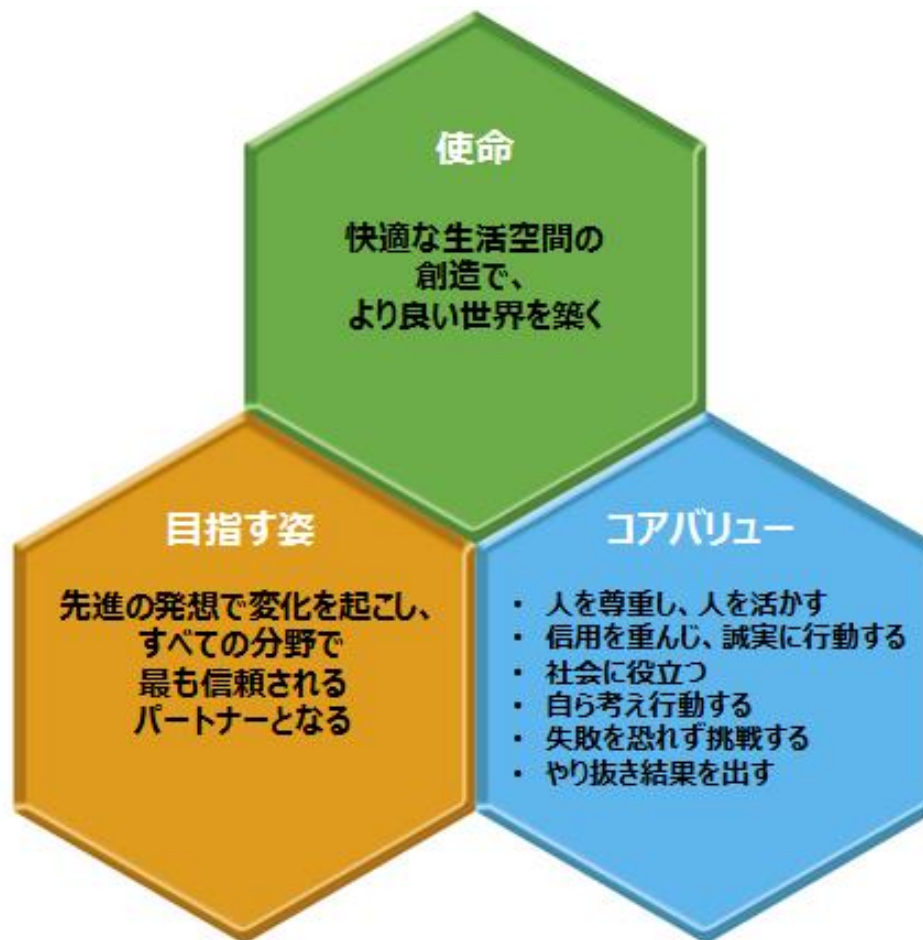 使命
快適な生活空間の
創造で、
より良い世界を築く
目指す姿
先進の発想で変化を起こし、
すべての分野で
最も信頼される
パートナーとなる
コアバリュー
・ 人を尊重し、人を活かす
・ 信用を重んじ、誠実に行動する
・ 社会に役立つ
・ 自ら考え行動する
・ 失敗を恐れず挑戦する
・ やり抜き結果を出す